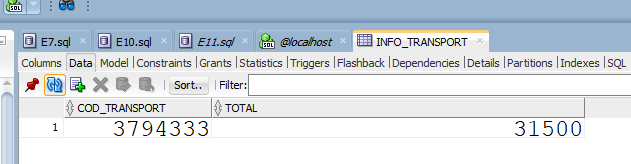 SQL
E7.sql E10.sql E11.sql @localhost INFO_TRANSPORT
Columns Data Model Constraints Grants Statistics Triggers Flashback Dependencies Details Partitions Indexes SQL
Sort.. Filter:
COD_TRANSPORT TOTAL
1 3794333 31500